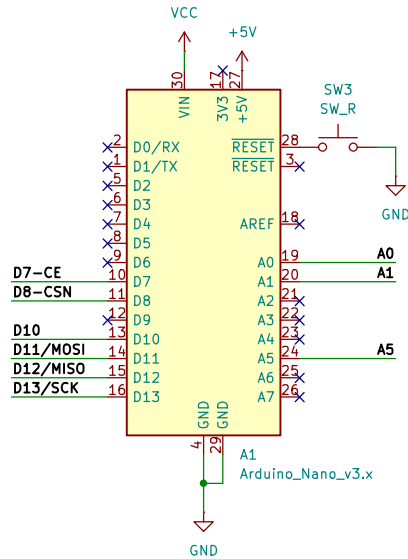 VCC
+5V
30
17
27
VIN
3V3
+5V
SW3
SW_R
2 D0/RX
RESET 28
1 D1/TX
RESET 3
5 D2
6 D3
7 D4
AREF 18
GND
8 D5
9 D6
A0 19 A0
D7-CE 10 D7
A1 20 A1
D8-CSN 11 D8
A2 21
12 D9
A3 22
D10 13 D10
A4 23
D11/MOSI 14 D11
A5 24 A5
D12/MISO 15 D12
A6 25
D13/SCK 16 D13
A7 26
GND
GND
4
29
A1
Arduino_Nano_v3.x
GND